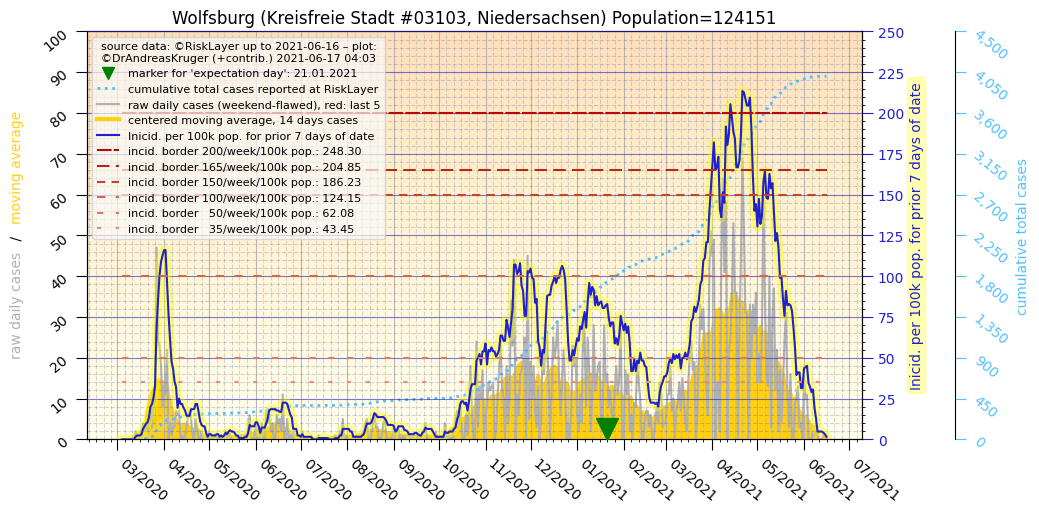 Wolfsburg (Kreisfreie Stadt #03103, Niedersachsen) Population=124151
source data: ©RiskLayer up to 2021-06-16 – plot:
©DrAndreasKruger (+contrib.) 2021-06-17 04:03
marker for 'expectation day': 21.01.2021
cumulative total cases reported at RiskLayer
raw daily cases (weekend-flawed), red: last 5
centered moving average, 14 days cases
Inicid. per 100k pop. for prior 7 days of date
incid. border 200/week/100k pop.: 248.30
incid. border 165/week/100k pop.: 204.85
incid. border 150/week/100k pop.: 186.23
incid. border 100/week/100k pop.: 124.15
incid. border   50/week/100k pop.: 62.08
incid. border   35/week/100k pop.: 43.45
raw daily cases   /   moving average
100
90
80
70
60
50
40
30
20
10
0
03/2020
04/2020
05/2020
06/2020
07/2020
08/2020
09/2020
10/2020
11/2020
12/2020
01/2021
02/2021
03/2021
04/2021
05/2021
06/2021
07/2021
250
225
200
175
150
125
100
75
50
25
0
Inicid. per 100k pop. for prior 7 days of date
4,500
4,050
3,600
3,150
2,700
2,250
1,800
1,350
900
450
0
cumulative total cases